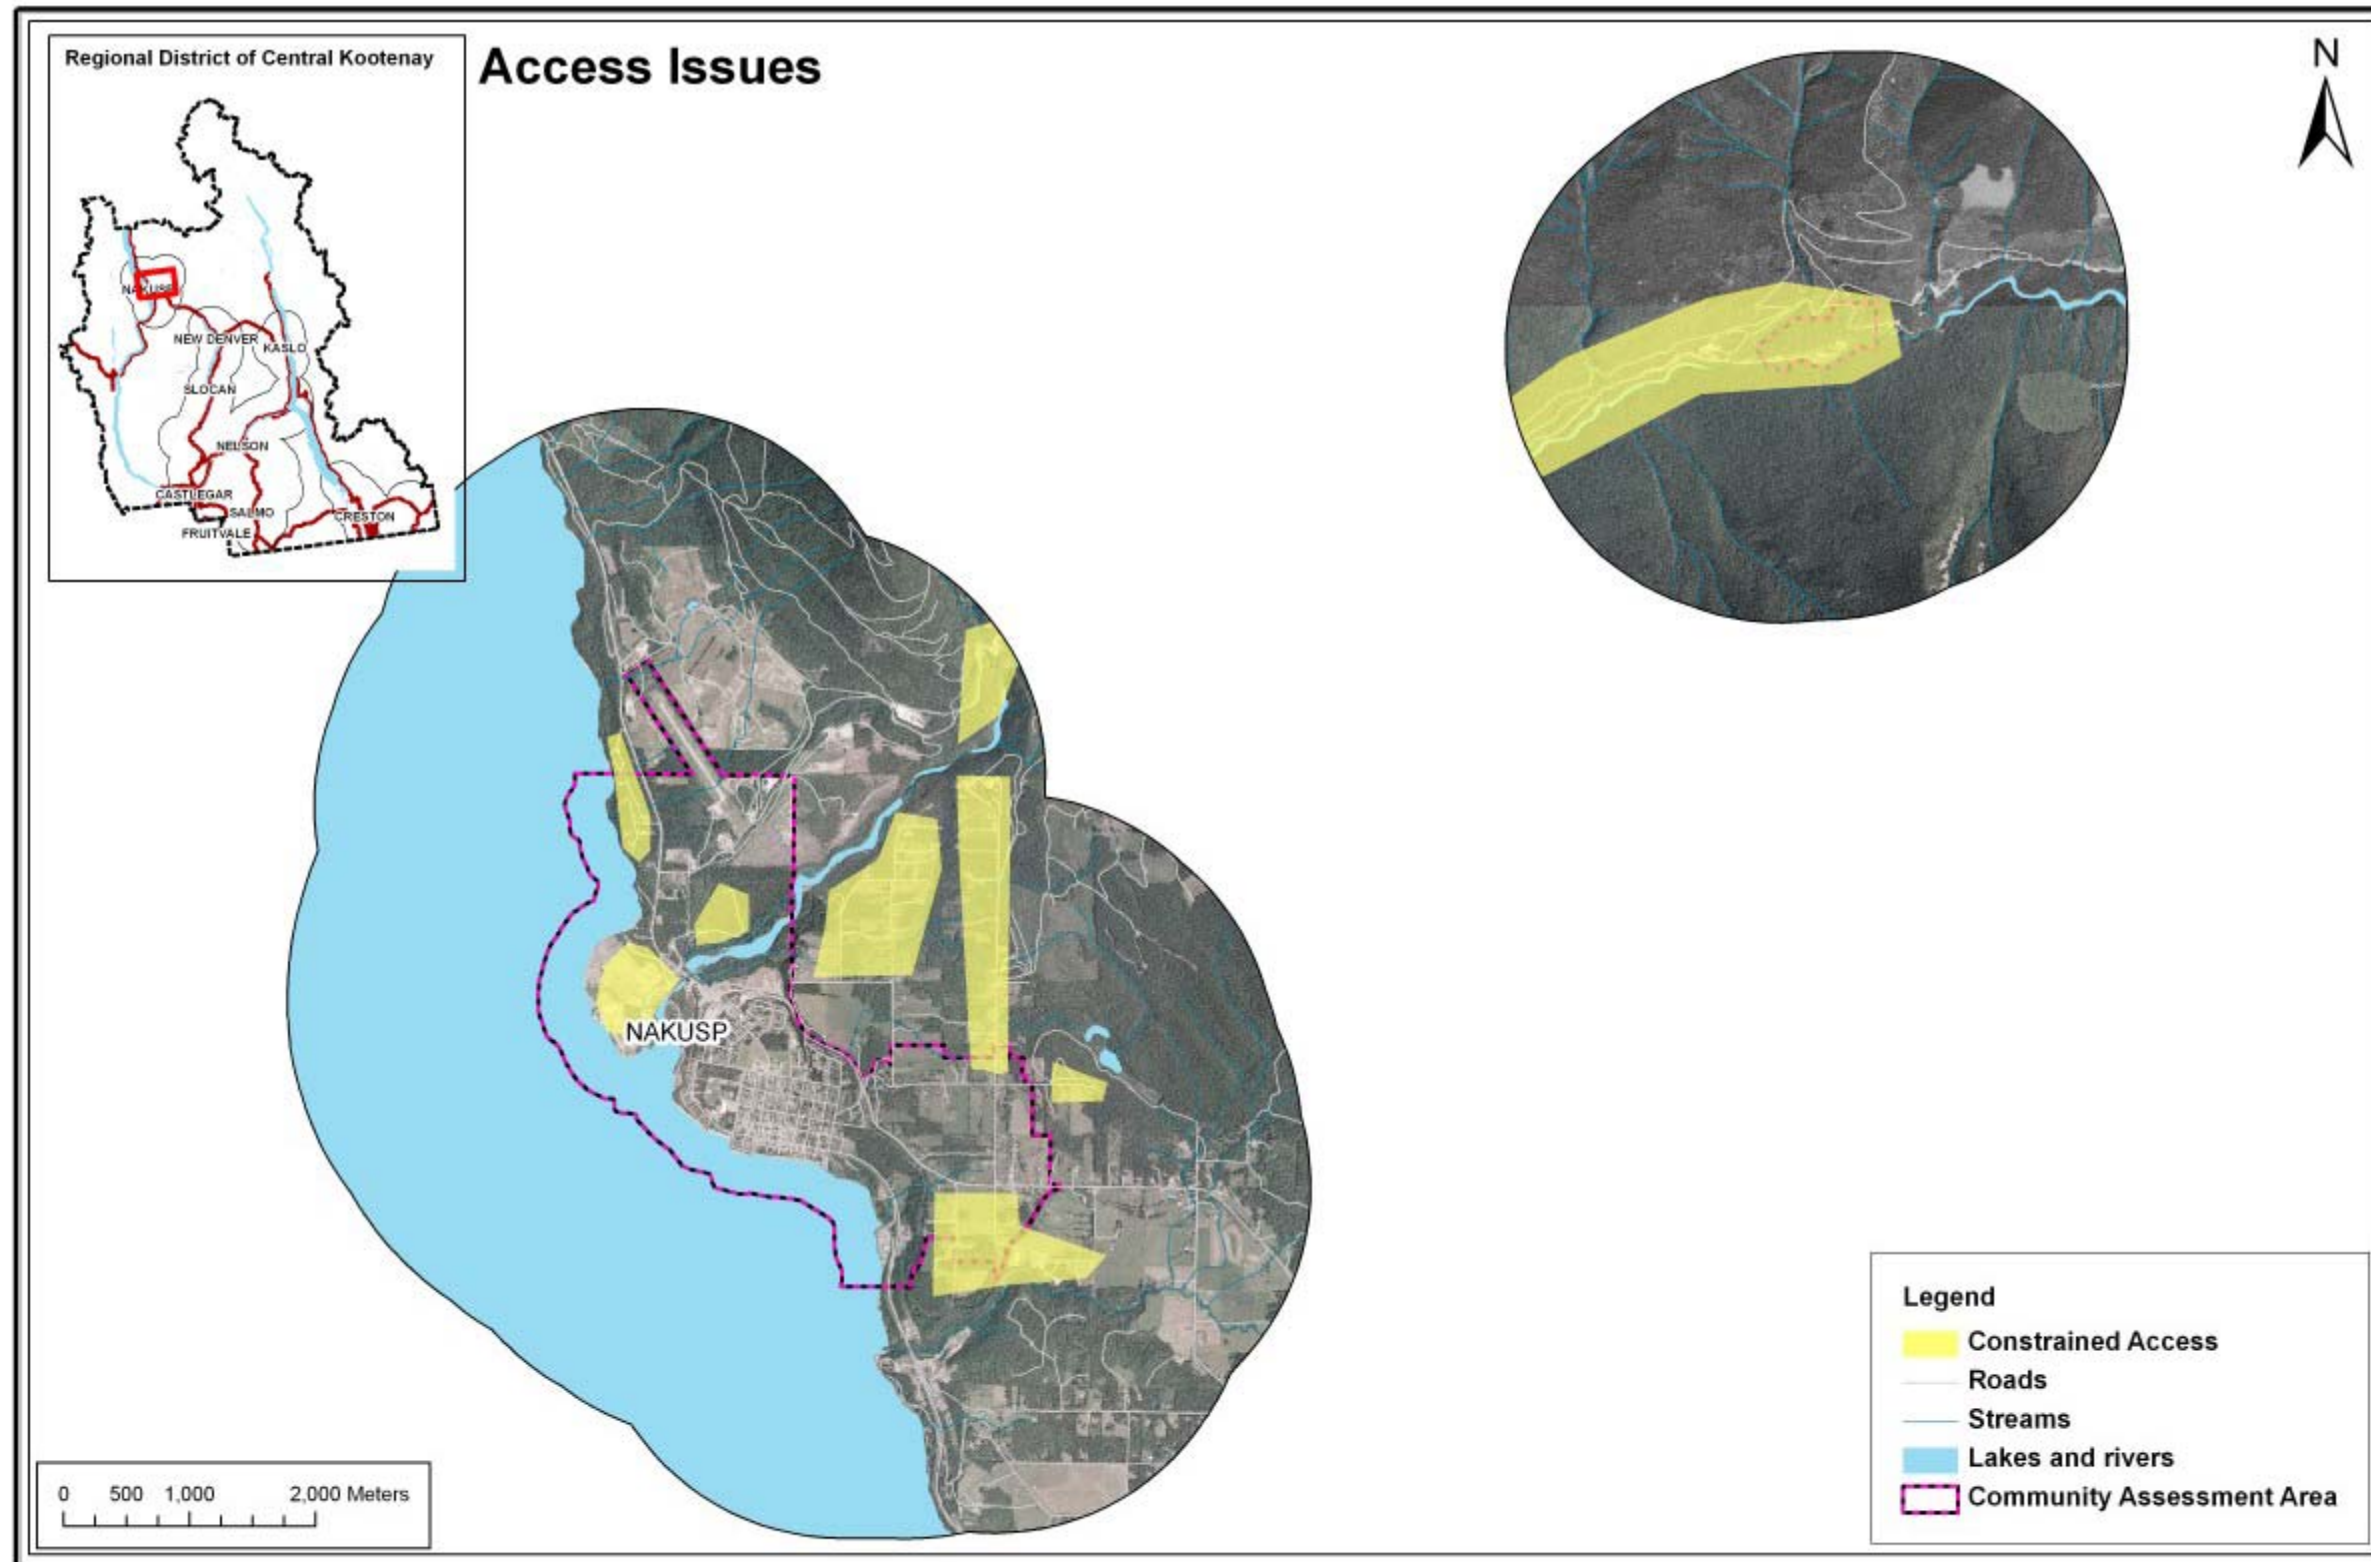 Regional District of Central Kootenay
Access Issues
N
NAKUSP
NEW DENVER
KASLO
SLOCAN
NELSON
CASTLEGAR
SALMO
CRESTON
FRUITVALE
NAKUSP
Legend
Constrained Access
Roads
Streams
Lakes and rivers
Community Assessment Area
0 500 1,000 2,000 Meters